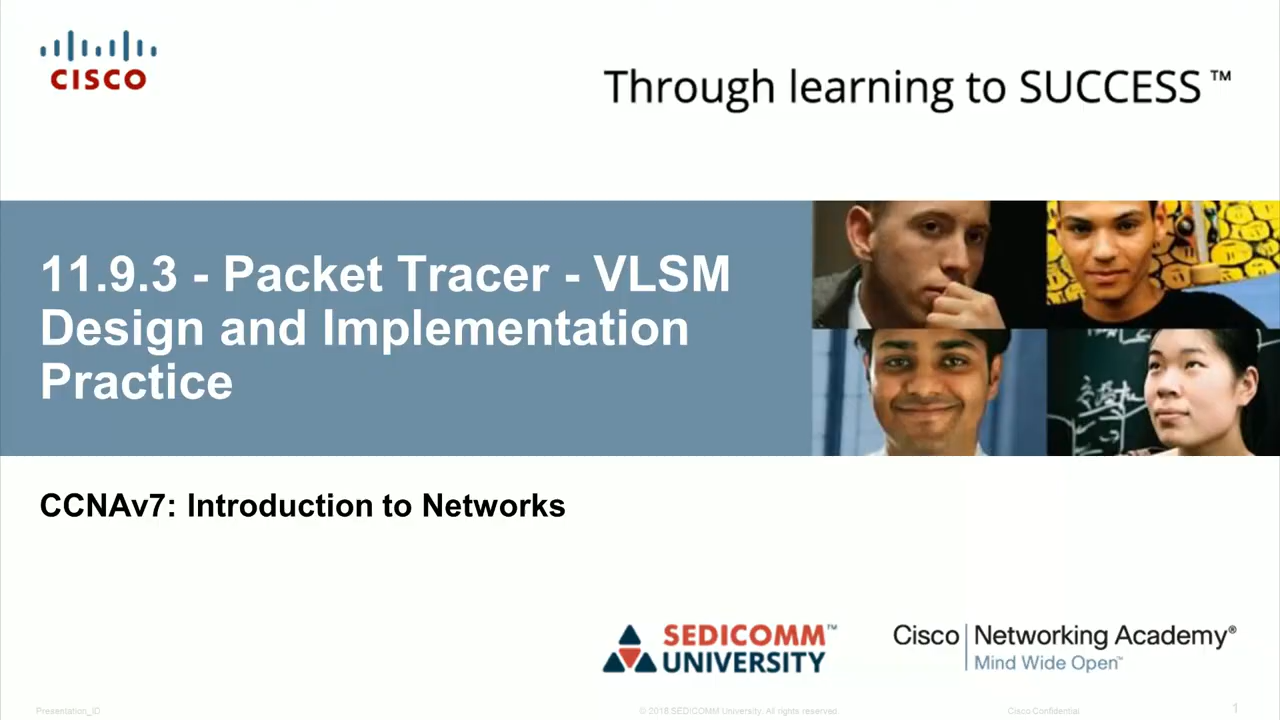 CISCO
Through learning to SUCCESS™
11.9.3 - Packet Tracer - VLSM
Design and Implementation
Practice
CCNAv7: Introduction to Networks
SEDICOMM™
UNIVERSITY
Cisco Networking Academy®
Mind Wide Open™
Presentation_ID
© 2018 SEDICOMM University. All rights reserved.
Cisco Confidential
1